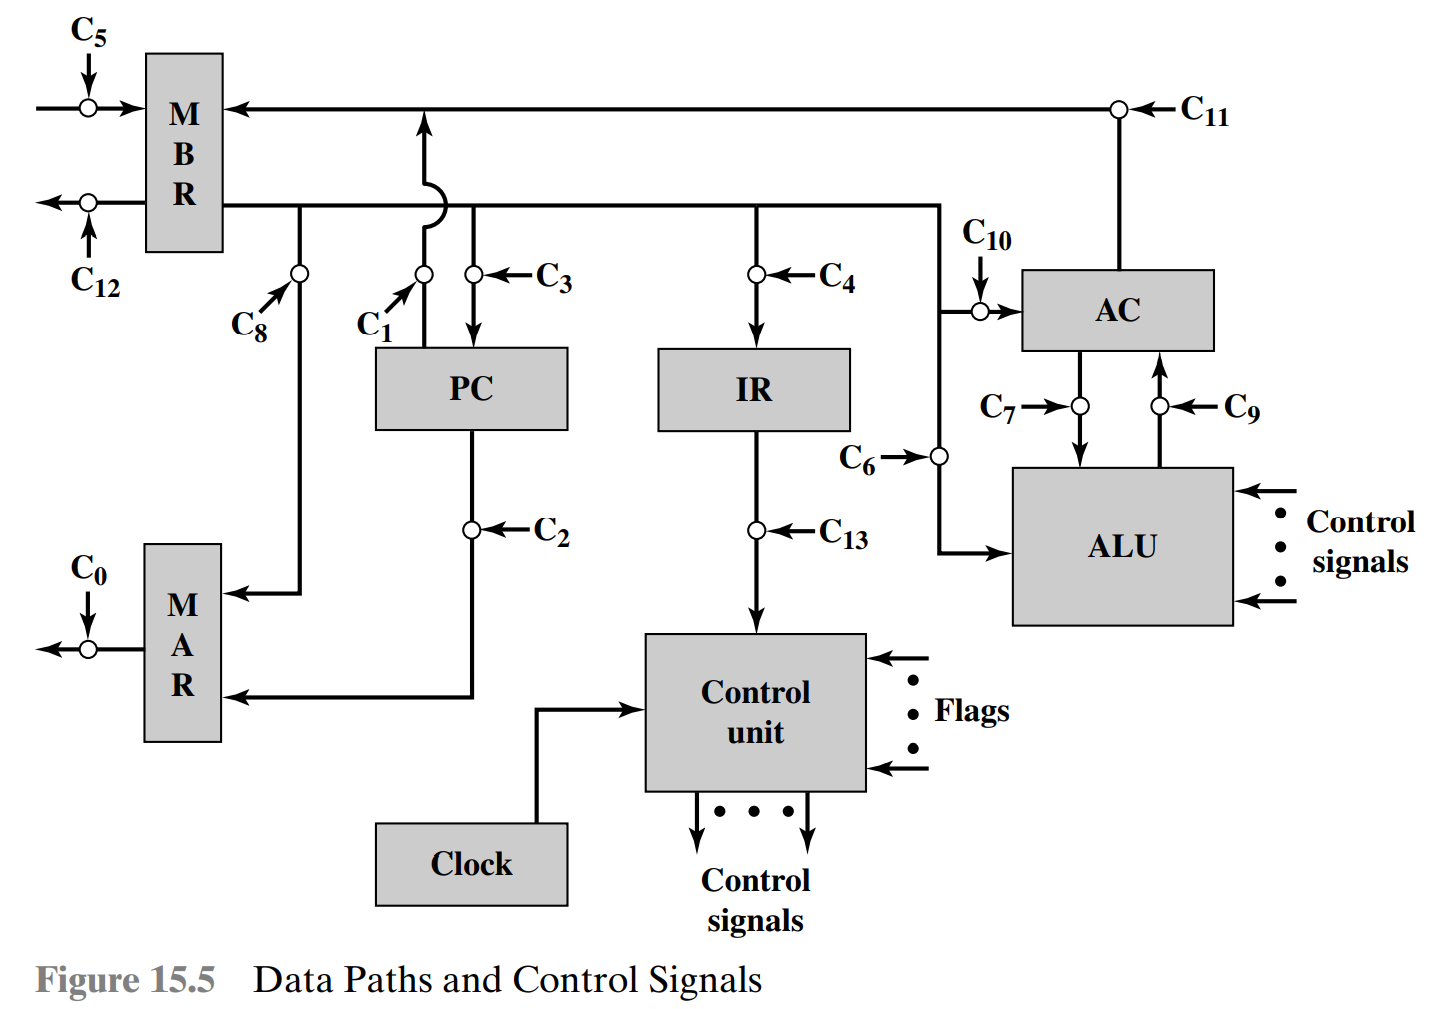 C5
M
B
R
C11
C12
C8
C1
C3
C4
C10
AC
PC
IR
C7
C9
C6
C2
C13
ALU
Control
signals
C0
M
A
R
Control
unit
Flags
Clock
Control
signals
Figure 15.5 Data Paths and Control Signals